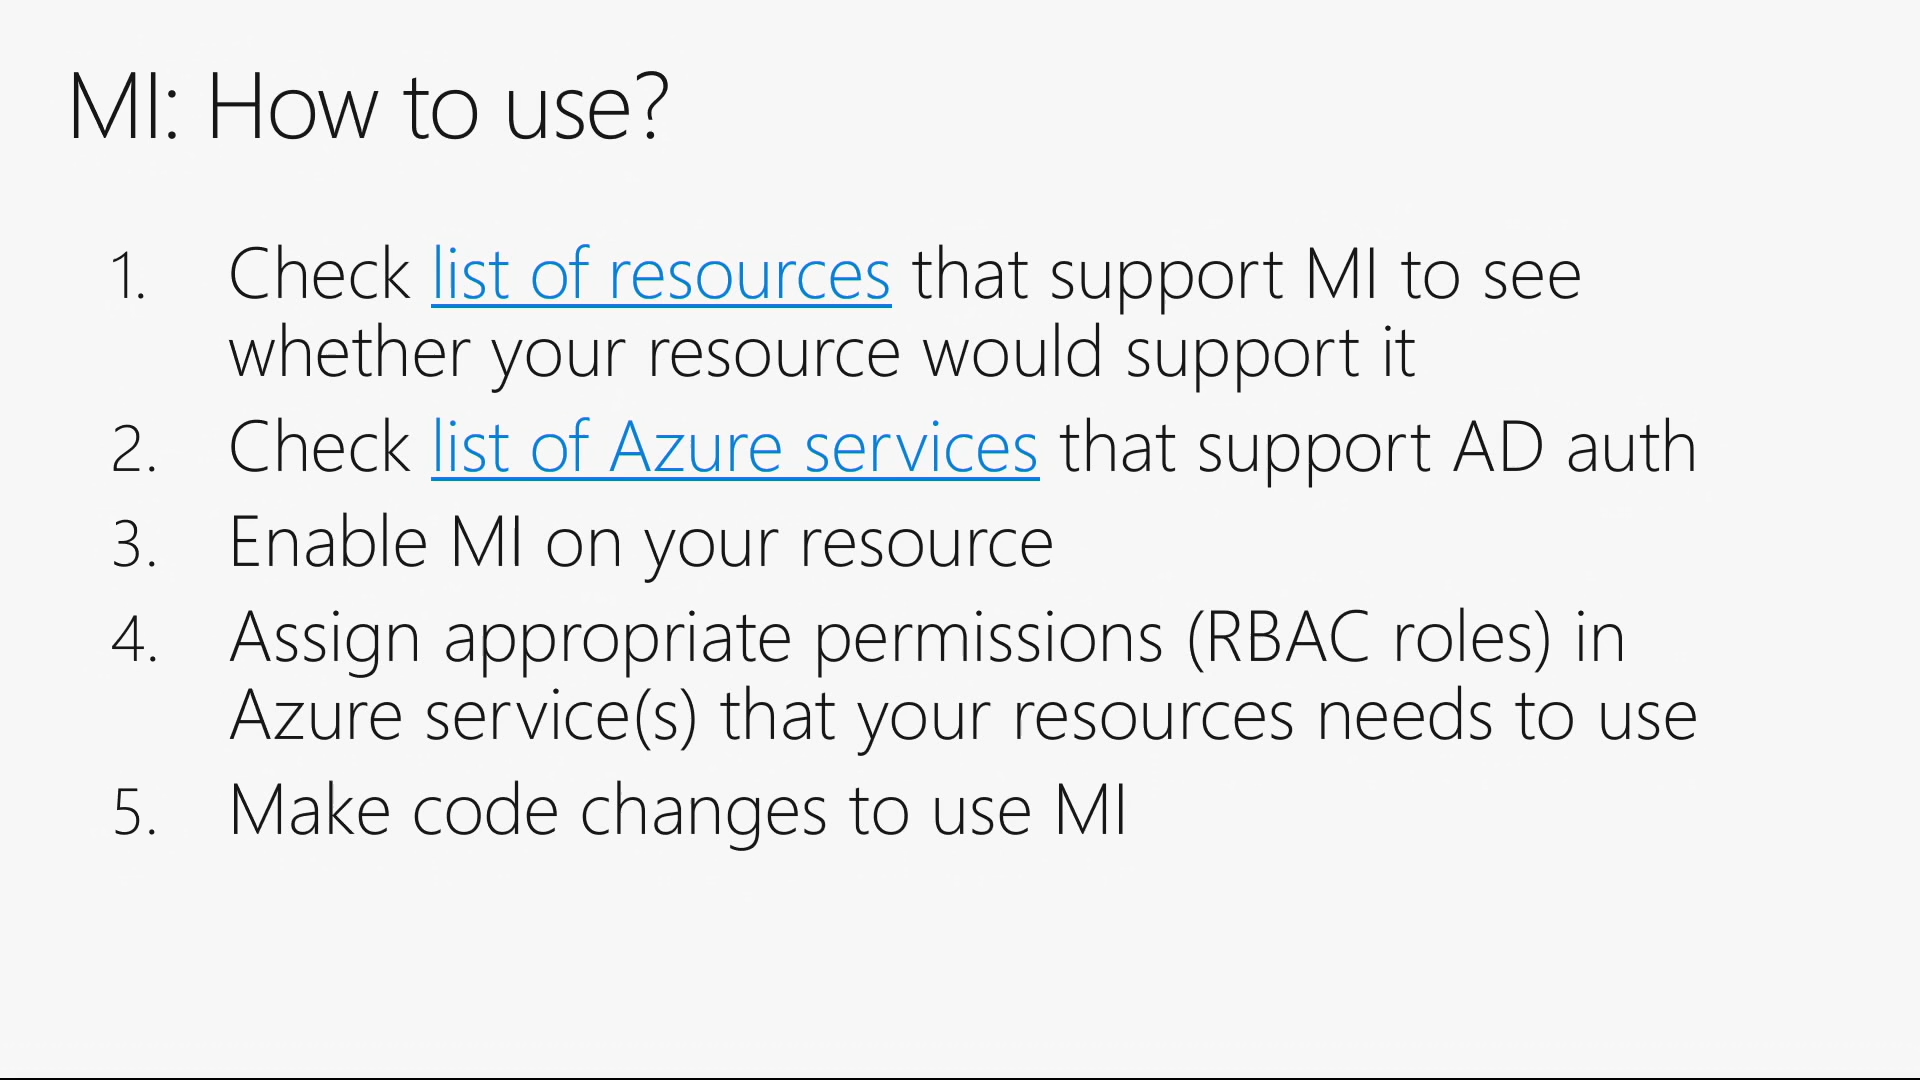 MI: How to use?
1. Check list of resources that support MI to see
whether your resource would support it
2. Check list of Azure services that support AD auth
3. Enable MI on your resource
4. Assign appropriate permissions (RBAC roles) in
Azure service(s) that your resources needs to use
5. Make code changes to use MI